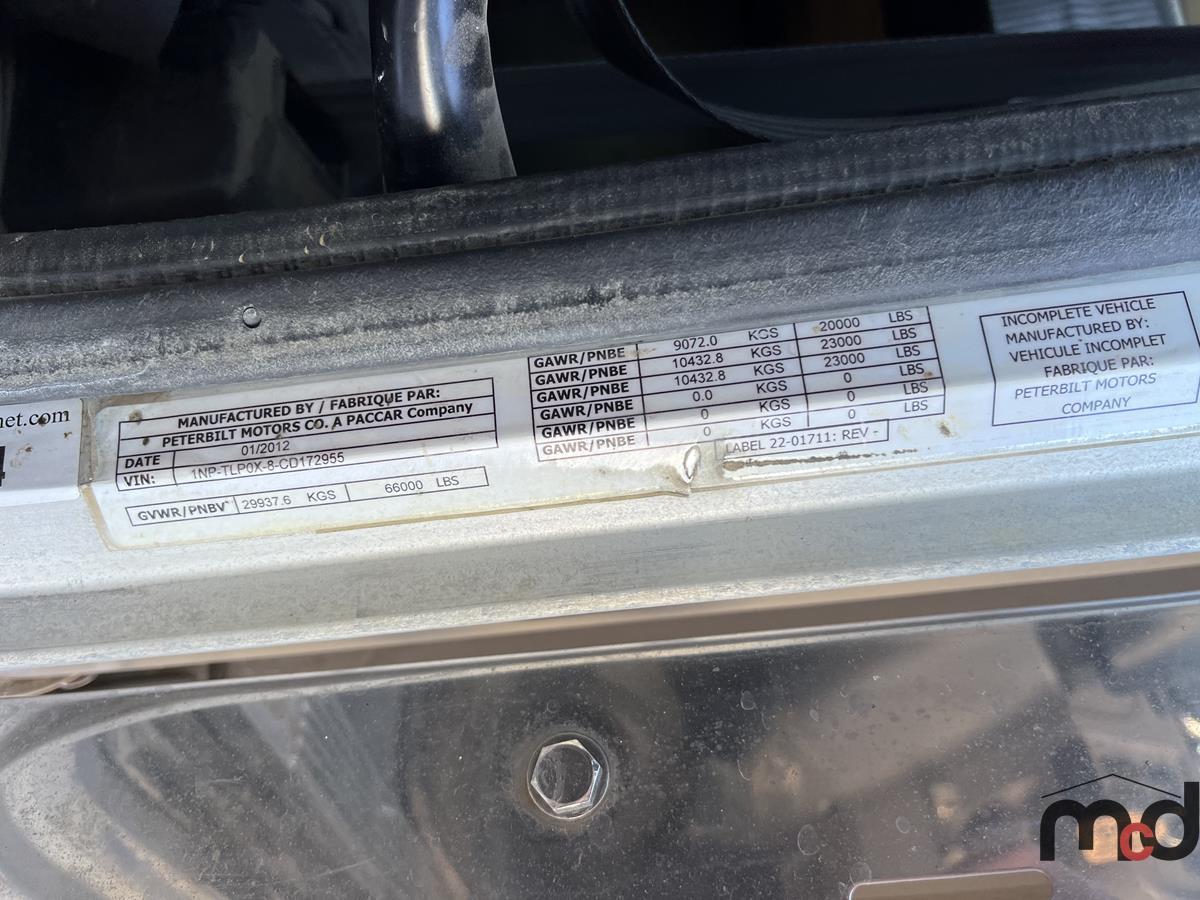 net.com
4
MANUFACTURED BY / FABRIQUE PAR:
PETERBILT MOTORS CO. A PACCAR Company
DATE 01/2012
VIN: 1NP-TLP0X-8-CD172955
GVWR/PNBV 29937.6 KGS 66000 LBS
GAWR/PNBE 9072.0 KGS 20000 LBS
GAWR/PNBE 10432.8 KGS 23000 LBS
GAWR/PNBE 10432.8 KGS 23000 LBS
GAWR/PNBE 0.0 KGS 0 LBS
GAWR/PNBE 0 KGS 0 LBS
GAWR/PNBE 0 KGS 0 LBS
LABEL 22-01711: REV -
INCOMPLETE VEHICLE
MANUFACTURED BY:
VEHICULE INCOMPLET
FABRIQUE PAR:
PETERBILT MOTORS
COMPANY
mcd